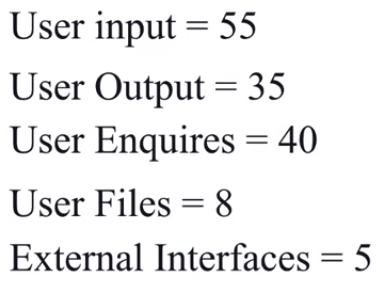 User input = 55
User Output = 35
User Enquires = 40
User Files = 8
External Interfaces = 5